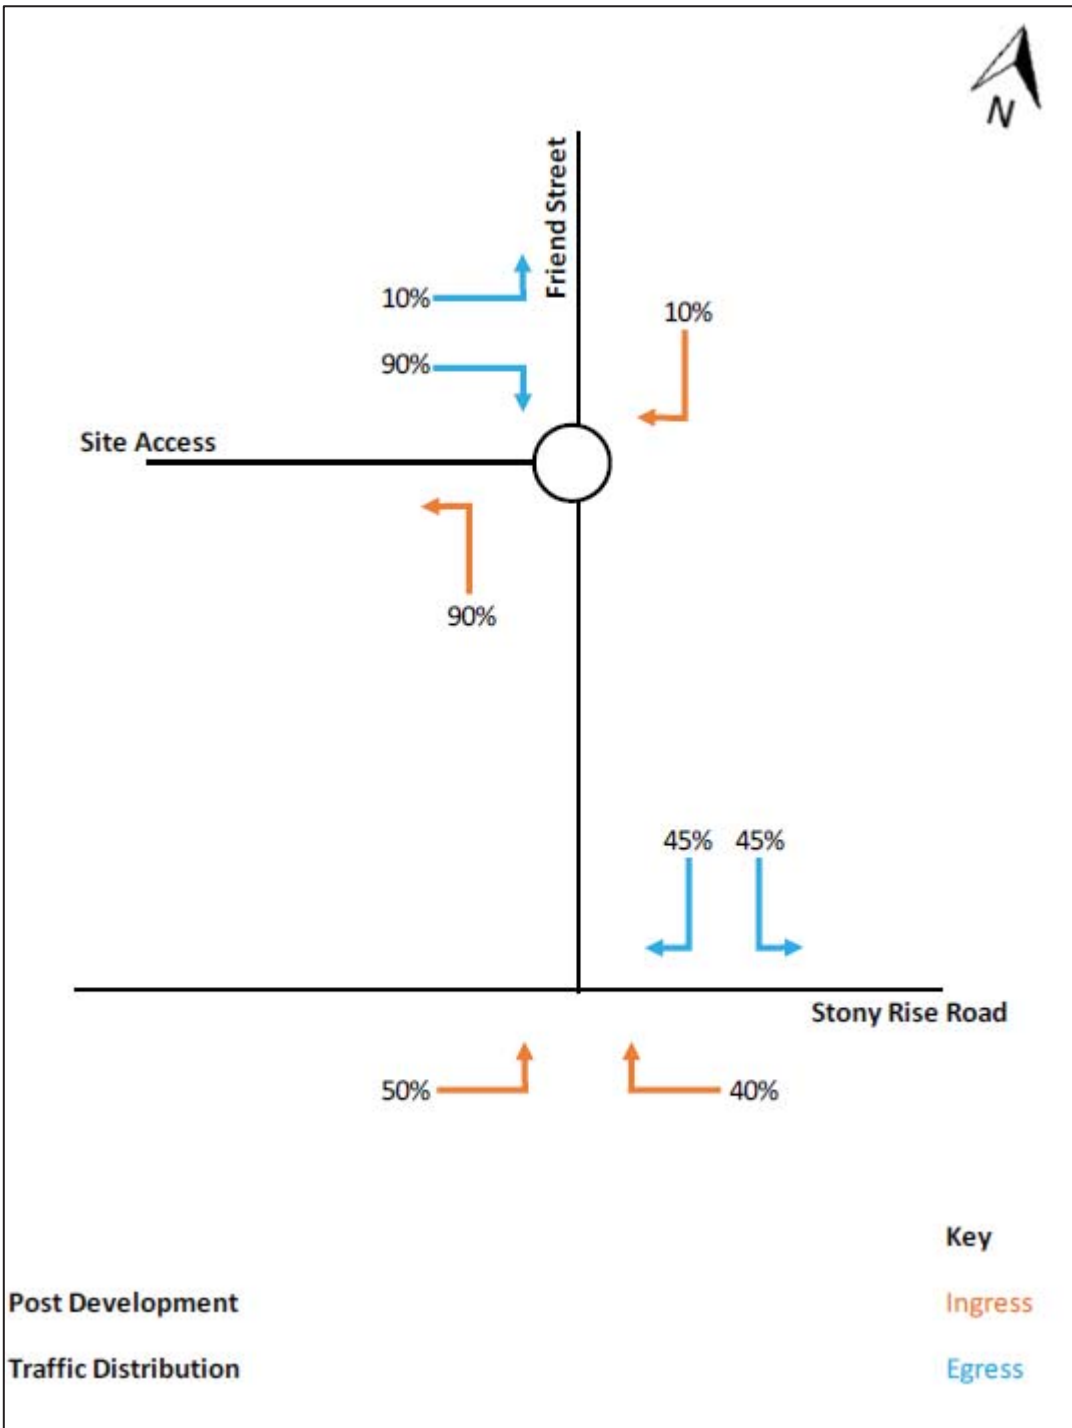 N
Friend Street
10%
10%
90%
Site Access
90%
45% 45%
Stony Rise Road
50%
40%
Key
Post Development
Ingress
Traffic Distribution
Egress